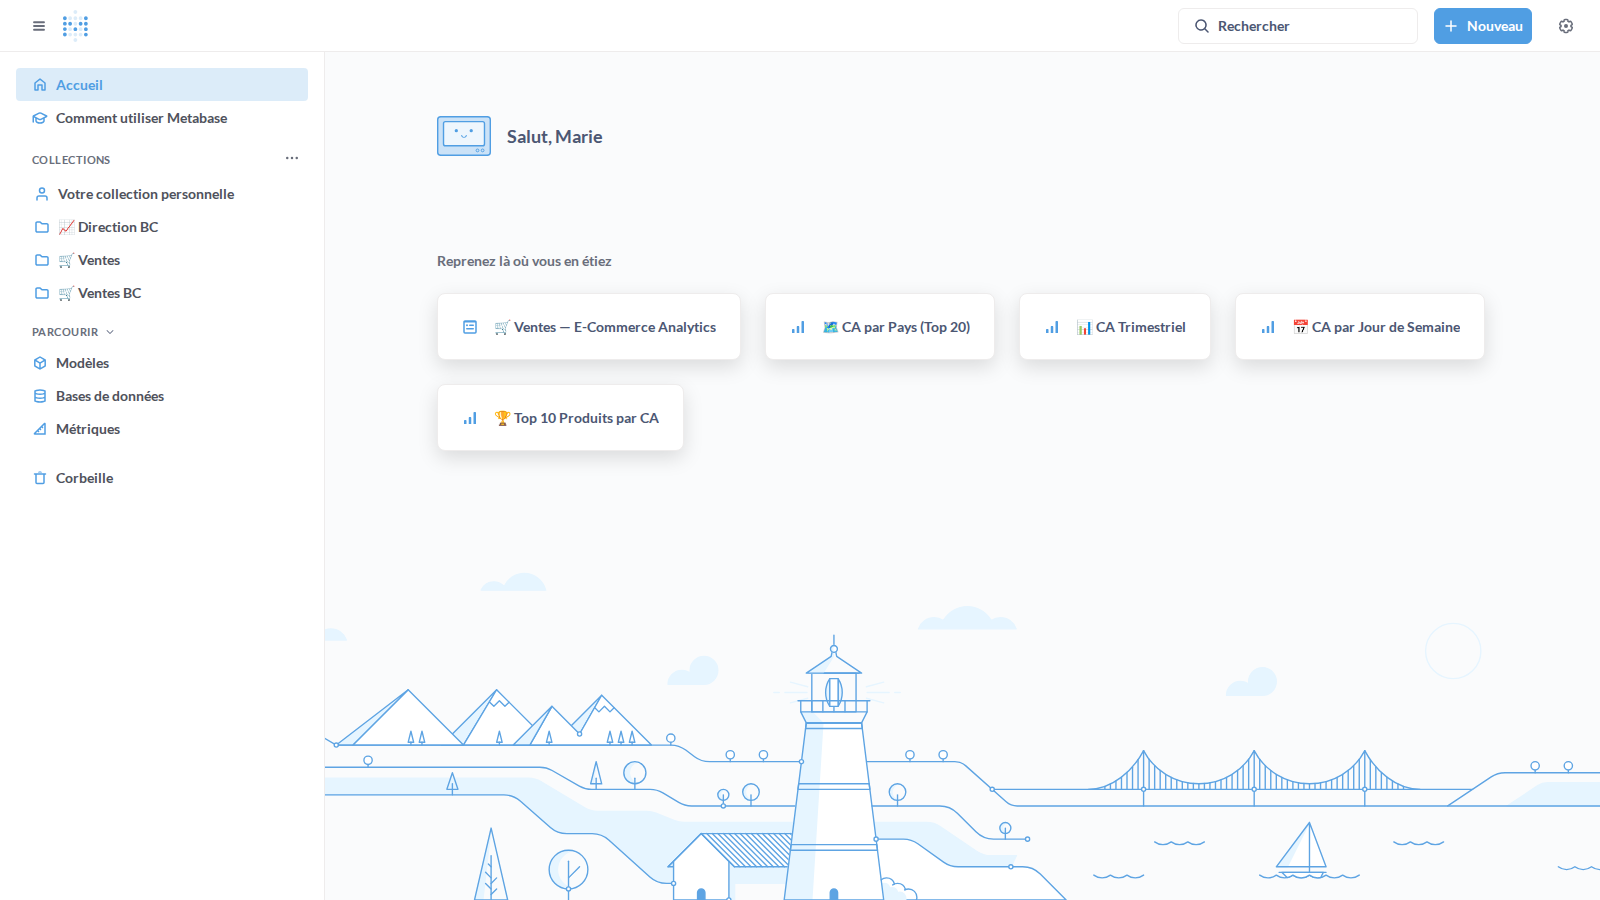 Rechercher
Nouveau
Accueil
Comment utiliser Metabase
COLLECTIONS
Votre collection personnelle
📈 Direction BC
🛒 Ventes
🛒 Ventes BC
PARCOURIR
Modèles
Bases de données
Métriques
Corbeille
Salut, Marie
Reprenez là où vous en étiez
🛒 Ventes — E-Commerce Analytics
🗺️ CA par Pays (Top 20)
📊 CA Trimestriel
📅 CA par Jour de Semaine
🏆 Top 10 Produits par CA